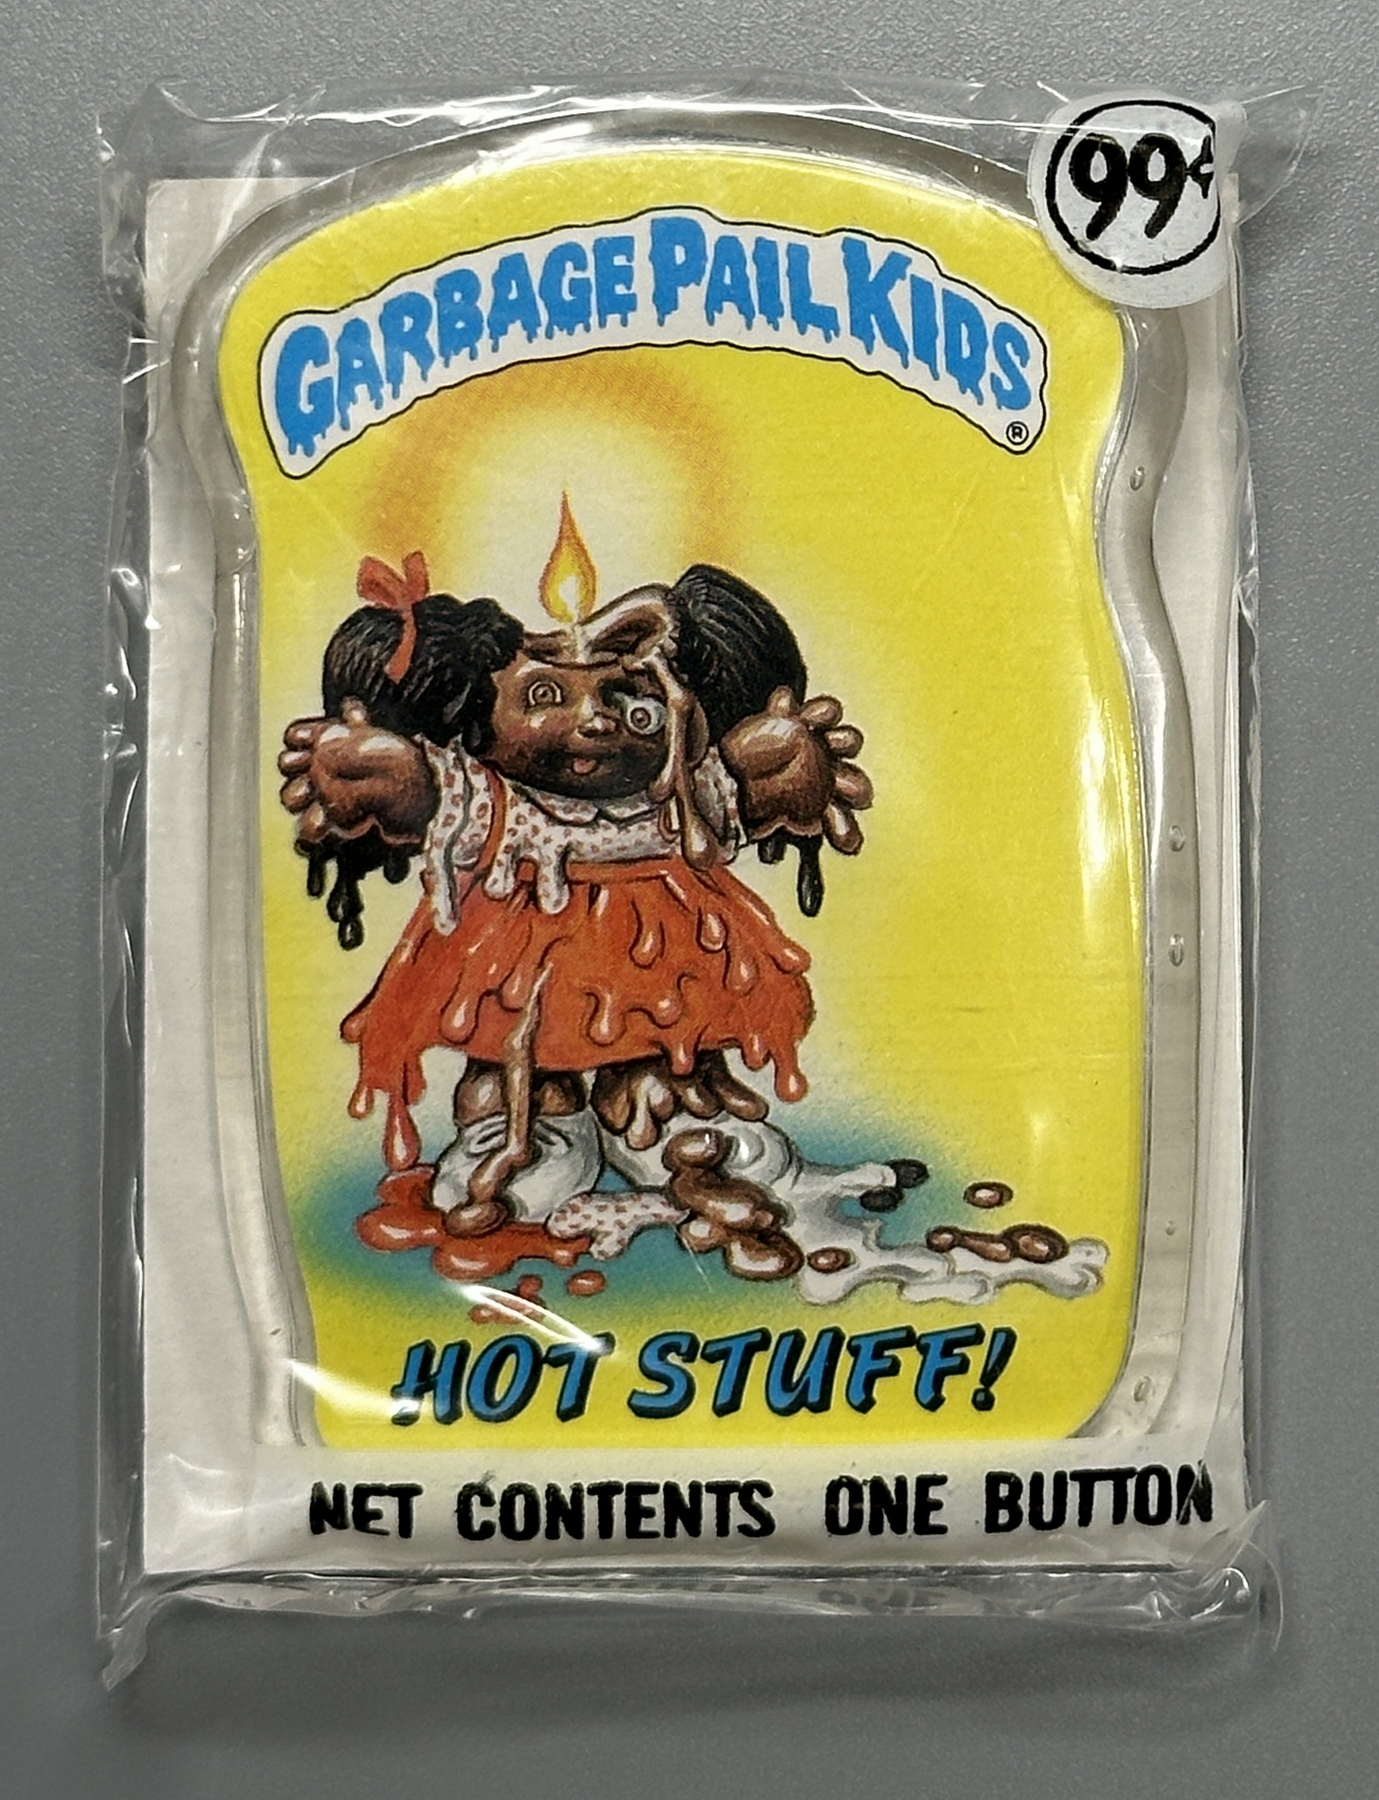 99¢
GARBAGE PAIL KIDS
®
HOT STUFF!
NET CONTENTS ONE BUTTON